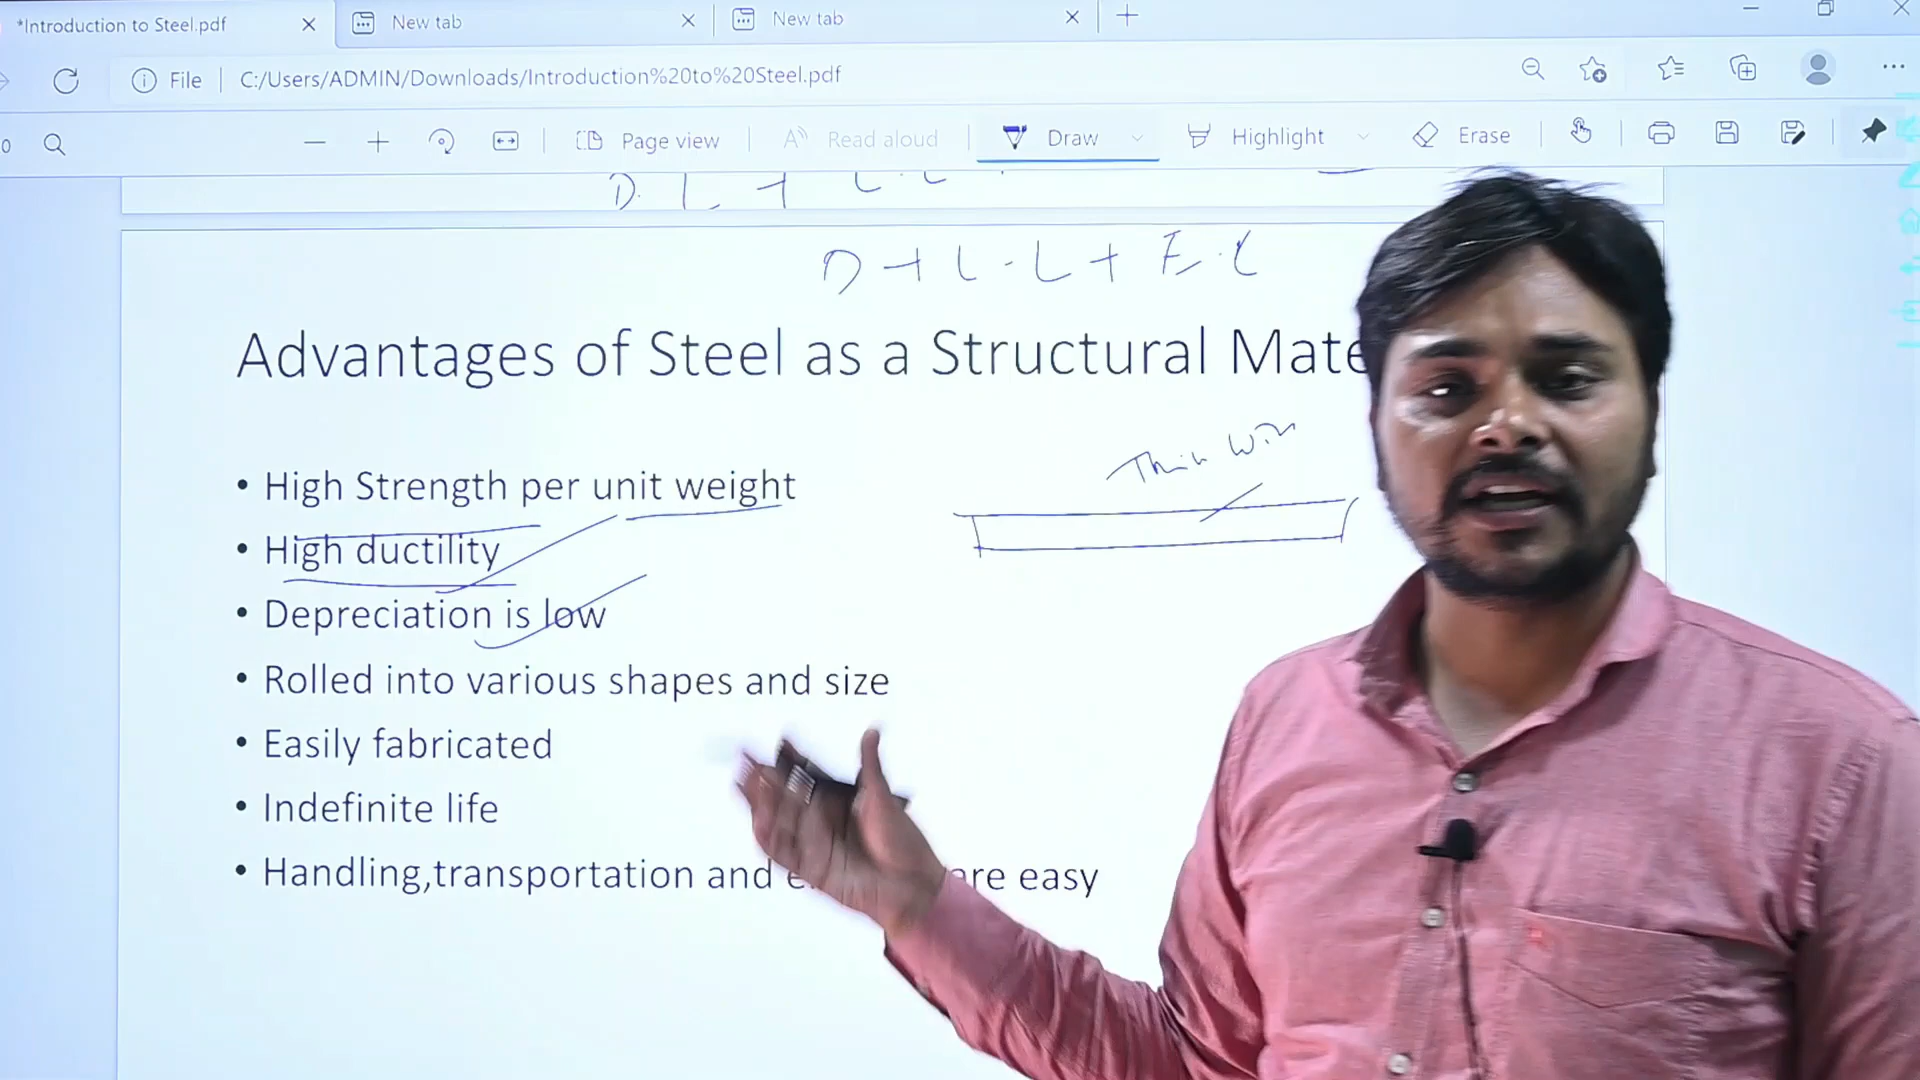 *Introduction to Steel.pdf
New tab
New tab
File
C:/Users/ADMIN/Downloads/Introduction%20to%20Steel.pdf
Page view
Read aloud
Draw
Highlight
Erase
D. L + L.L
D + L.L + E.L
Advantages of Steel as a Structural Mate
Thin
• High Strength per unit weight
• High ductility
• Depreciation is low
• Rolled into various shapes and size
• Easily fabricated
• Indefinite life
• Handling,transportation and are easy